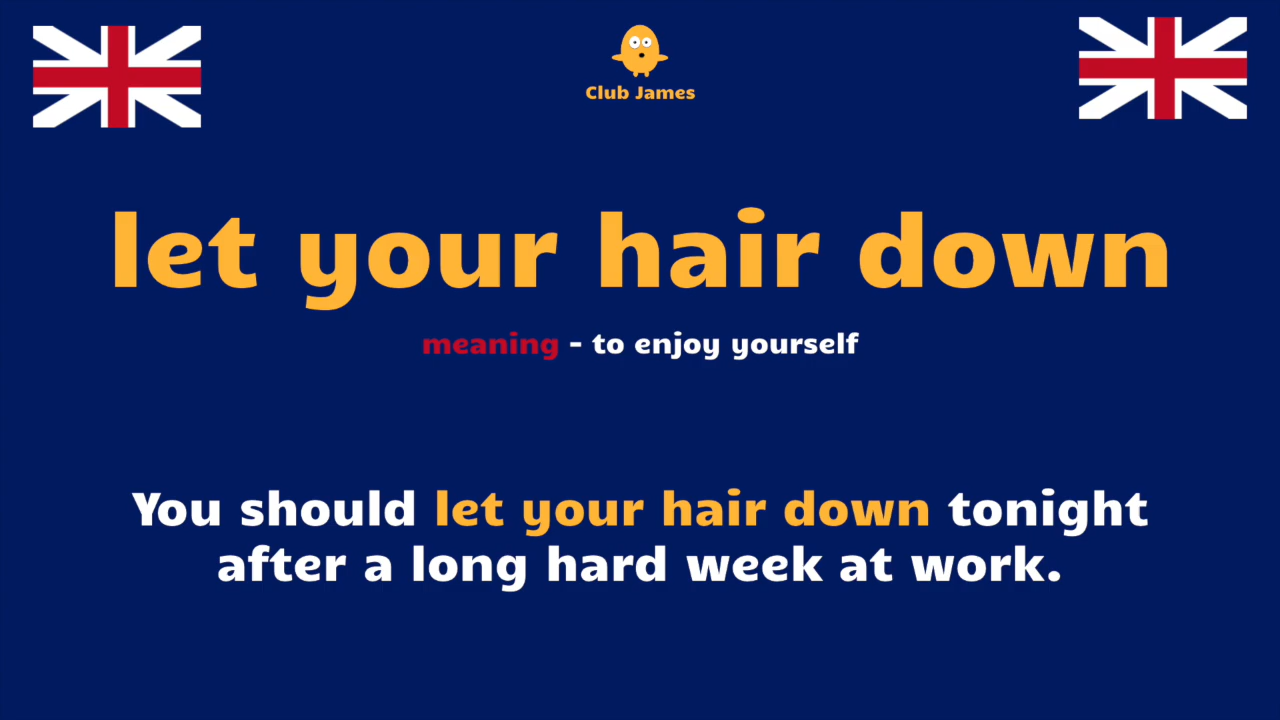 Club James
let your hair down
meaning - to enjoy yourself
You should let your hair down tonight
after a long hard week at work.